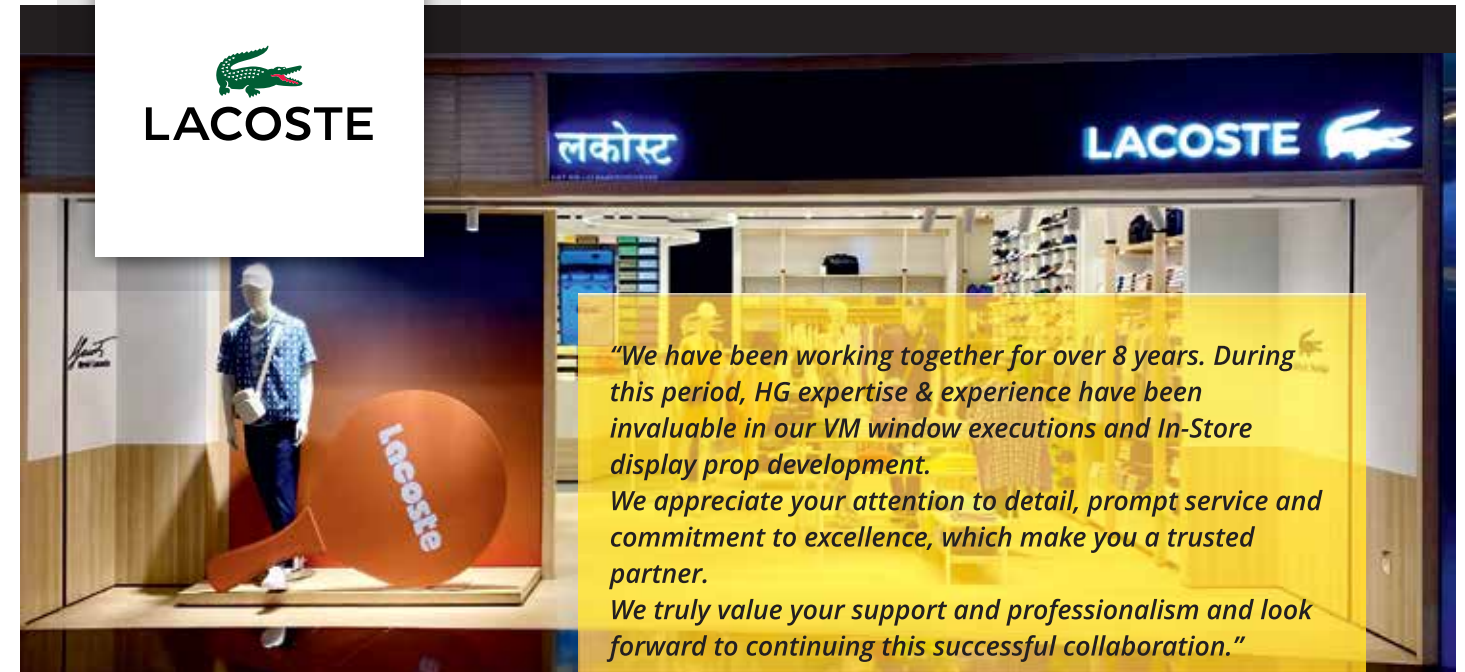 LACOSTE
लकोस्ट
LACOSTE
Lacoste
“We have been working together for over 8 years. During
this period, HG expertise & experience have been
invaluable in our VM window executions and In-Store
display prop development.
We appreciate your attention to detail, prompt service and
commitment to excellence, which make you a trusted
partner.
We truly value your support and professionalism and look
forward to continuing this successful collaboration.”